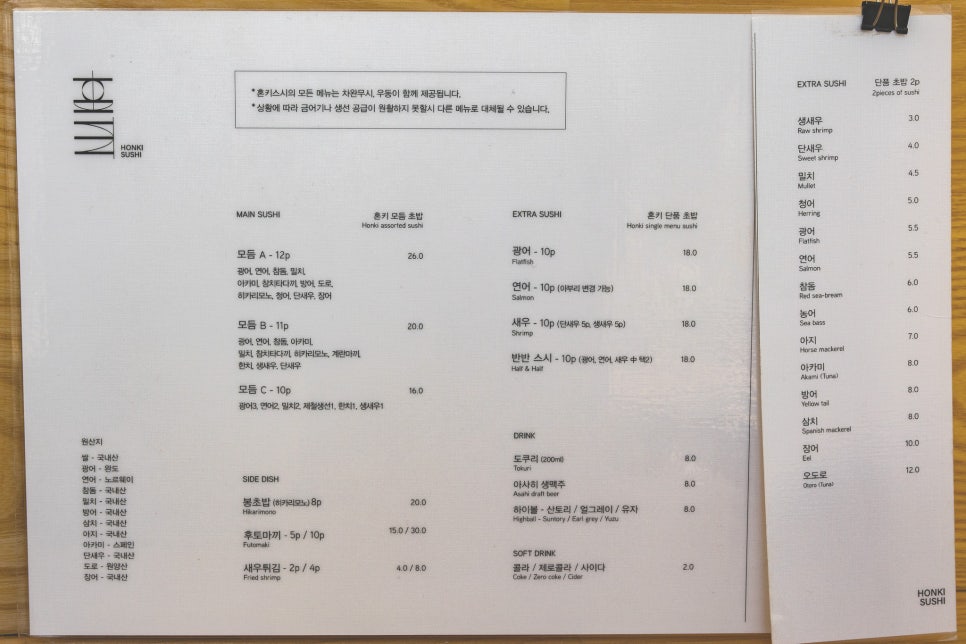 HONKI
SUSHI
*혼키스시의 모든 메뉴는 차완무시, 우동이 함께 제공됩니다.
*상황에 따라 금어기나 생선 공급이 원활하지 못할시 다른 메뉴로 대체될 수 있습니다.
MAIN SUSHI
혼키 모듬 초밥
Honki assorted sushi
모듬 A - 12p 26.0
광어, 연어, 참돔, 밀치,
아카미, 참치타다끼, 방어, 도로,
히카리모노, 청어, 단새우, 장어
모듬 B - 11p 20.0
광어, 연어, 참돔, 아카미,
밀치, 참치타다끼, 히카리모노, 계란마끼,
한치, 생새우, 단새우
모듬 C - 10p 16.0
광어3, 연어2, 밀치2, 제철생선1, 한치1, 생새우1
원산지
쌀 - 국내산
광어 - 완도
연어 - 노르웨이
참돔 - 국내산
밀치 - 국내산
방어 - 국내산
삼치 - 국내산
아지 - 국내산
아카미 - 스페인
단새우 - 국내산
도로 - 원양산
장어 - 국내산
SIDE DISH
봉초밥 (히카리모노) 8p 20.0
Hikarimono
후토마끼 - 5p / 10p 15.0 / 30.0
Futomaki
새우튀김 - 2p / 4p 4.0 / 8.0
Fried shrimp
EXTRA SUSHI
혼키 단품 초밥
Honki single menu sushi
광어 - 10p 18.0
Flatfish
연어 - 10p (아부리 변경 가능) 18.0
Salmon
새우 - 10p (단새우 5p, 생새우 5p) 18.0
Shrimp
반반 스시 - 10p (광어, 연어, 새우 中 택2) 18.0
Half & Half
DRINK
도쿠리 (200ml) 8.0
Tokuri
아사히 생맥주 8.0
Asahi draft beer
하이볼 - 산토리 / 얼그레이 / 유자 8.0
Highball - Suntory / Earl grey / Yuzu
SOFT DRINK
콜라 / 제로콜라 / 사이다 2.0
Coke / Zero coke / Cider
EXTRA SUSHI 단품 초밥 2p
2pieces of sushi
생새우 3.0
Raw shrimp
단새우 4.0
Sweet shrimp
밀치 4.5
Mullet
청어 5.0
Herring
광어 5.5
Flatfish
연어 5.5
Salmon
참돔 6.0
Red sea-bream
농어 6.0
Sea bass
아지 7.0
Horse mackerel
아카미 8.0
Akami (Tuna)
방어 8.0
Yellow tail
삼치 8.0
Spanish mackerel
장어 10.0
Eel
오도로 12.0
Otoro (Tuna)
HONKI
SUSHI